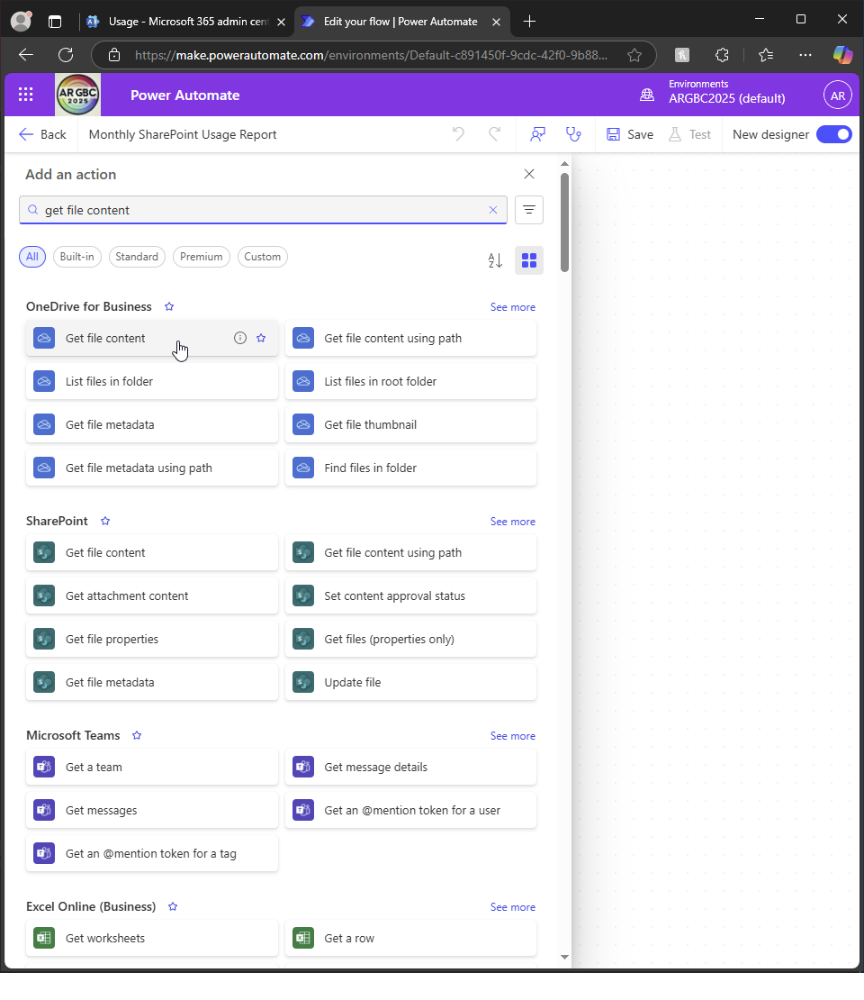 Usage - Microsoft 365 admin cent
Edit your flow | Power Automate
https://make.powerautomate.com/environments/Default-c891450f-9cdc-42f0-9b88...
AR GBC
2025
Power Automate
Environments
ARGBC2025 (default)
AR
Back
Monthly SharePoint Usage Report
Save
Test
New designer
Add an action
get file content
All
Built-in
Standard
Premium
Custom
OneDrive for Business
See more
Get file content
Get file content using path
List files in folder
List files in root folder
Get file metadata
Get file thumbnail
Get file metadata using path
Find files in folder
SharePoint
See more
Get file content
Get file content using path
Get attachment content
Set content approval status
Get file properties
Get files (properties only)
Get file metadata
Update file
Microsoft Teams
See more
Get a team
Get message details
Get messages
Get an @mention token for a user
Get an @mention token for a tag
Excel Online (Business)
See more
Get worksheets
Get a row